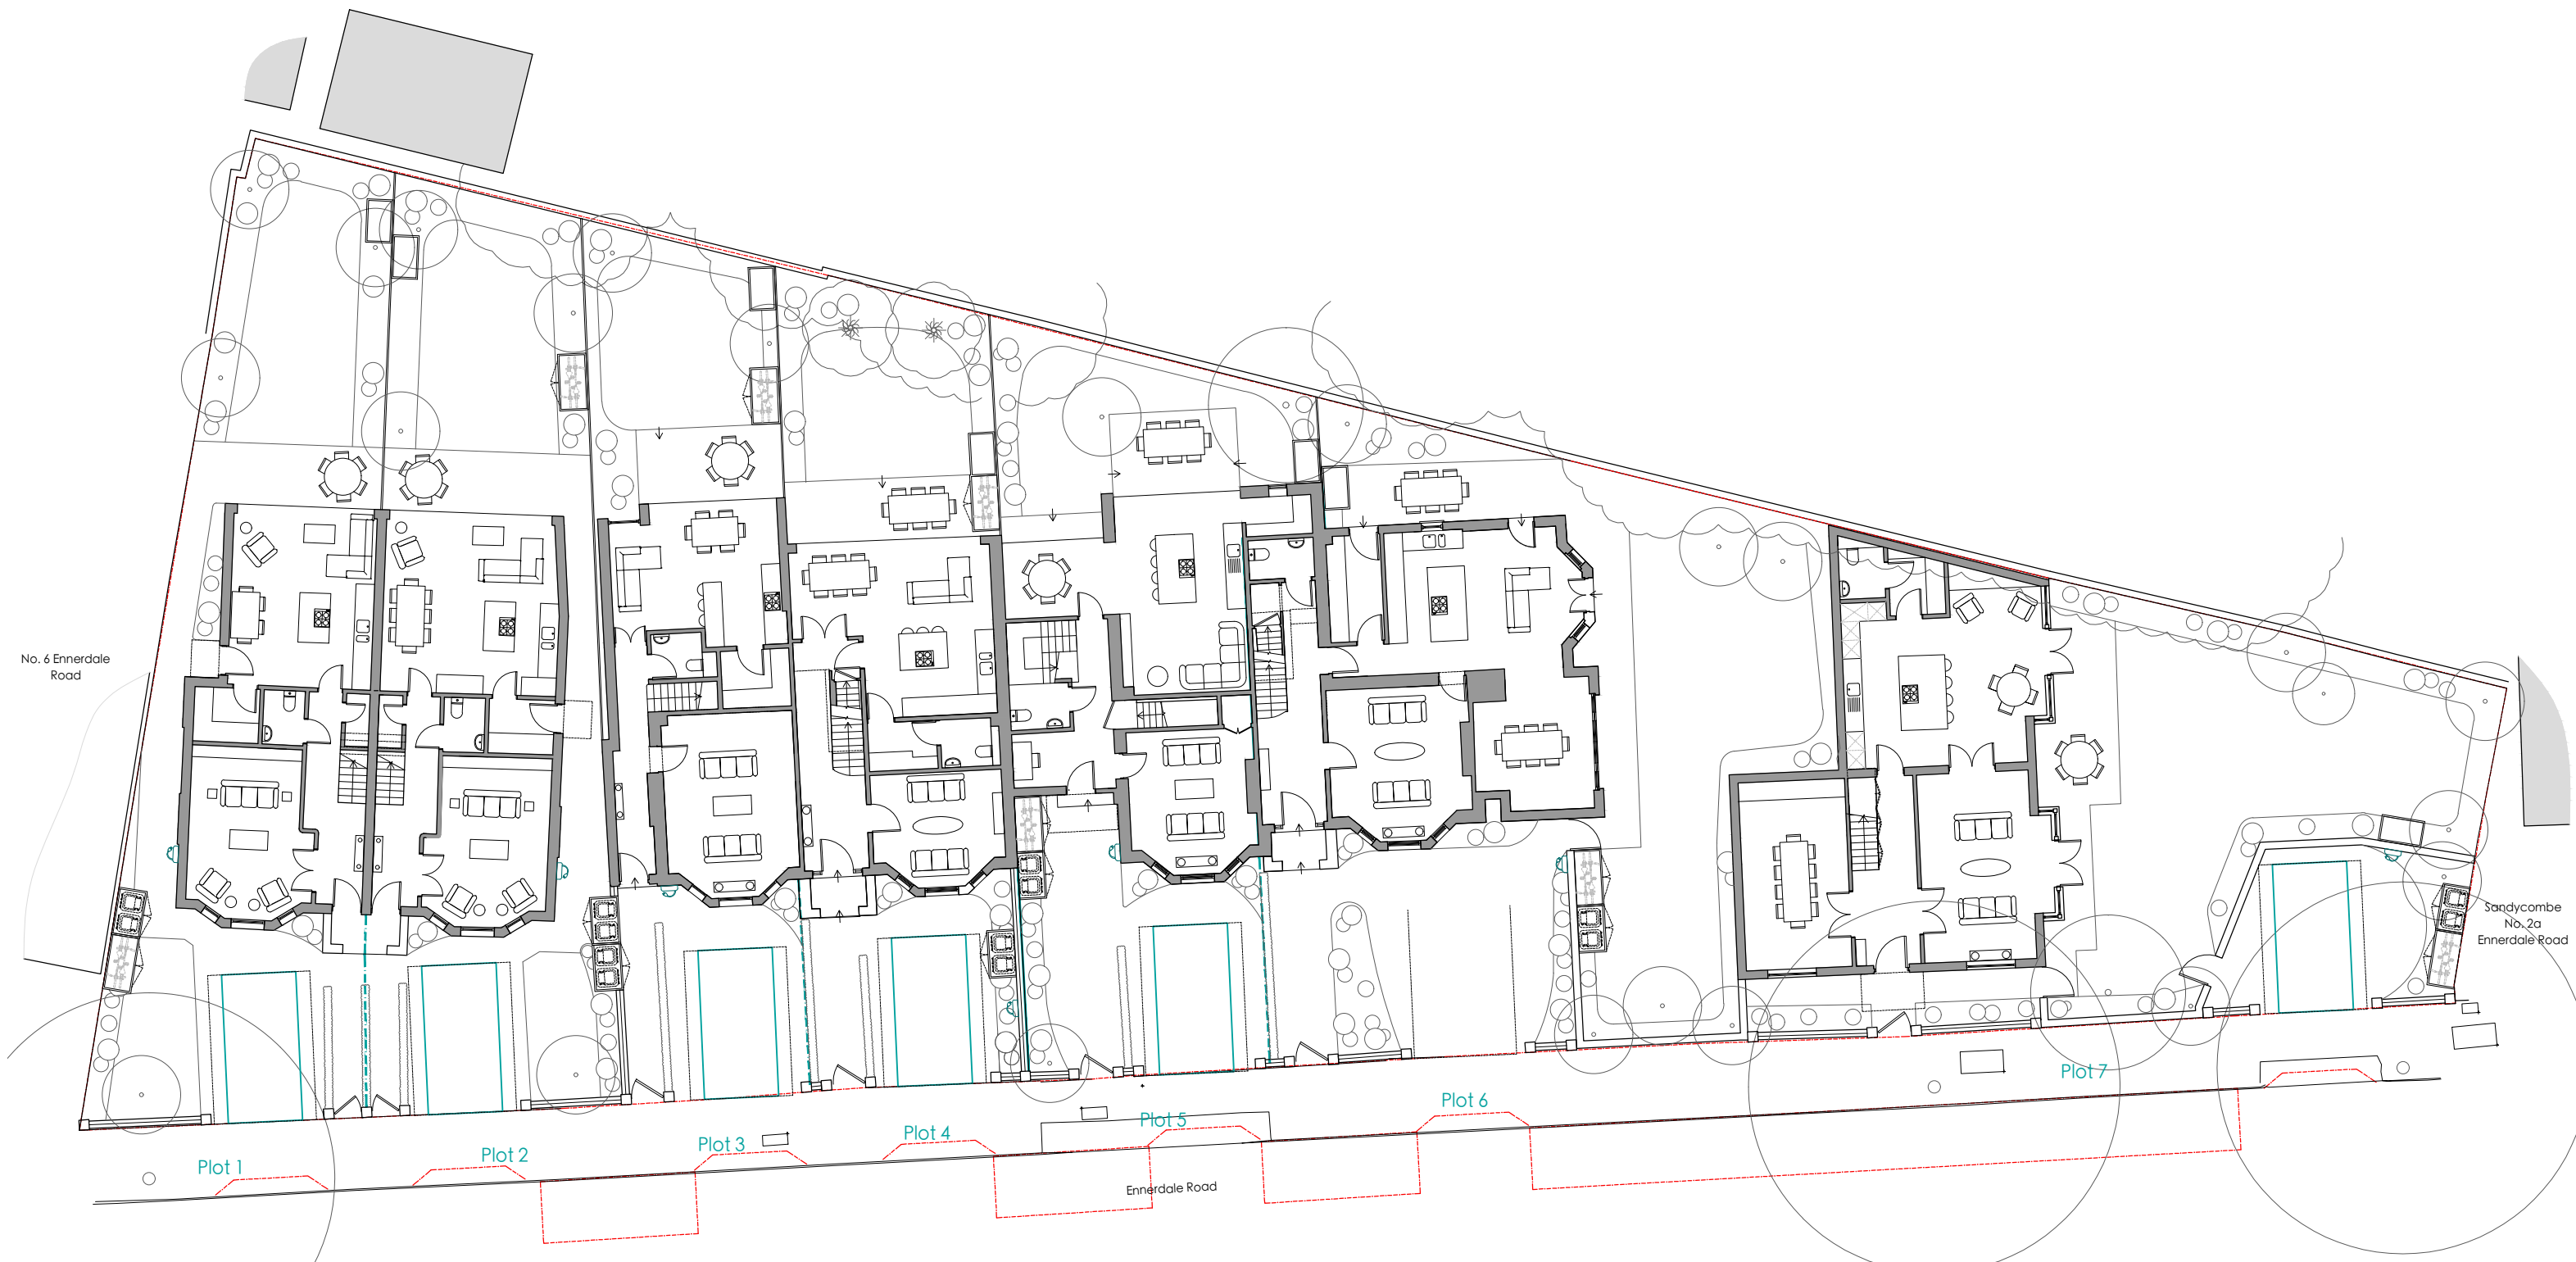 No. 6 Ennerdale
Road
Sandycombe
No. 2a
Ennerdale Road
Plot 1
Plot 2
Plot 3
Plot 4
Plot 5
Plot 6
Plot 7
Ennerdale Road